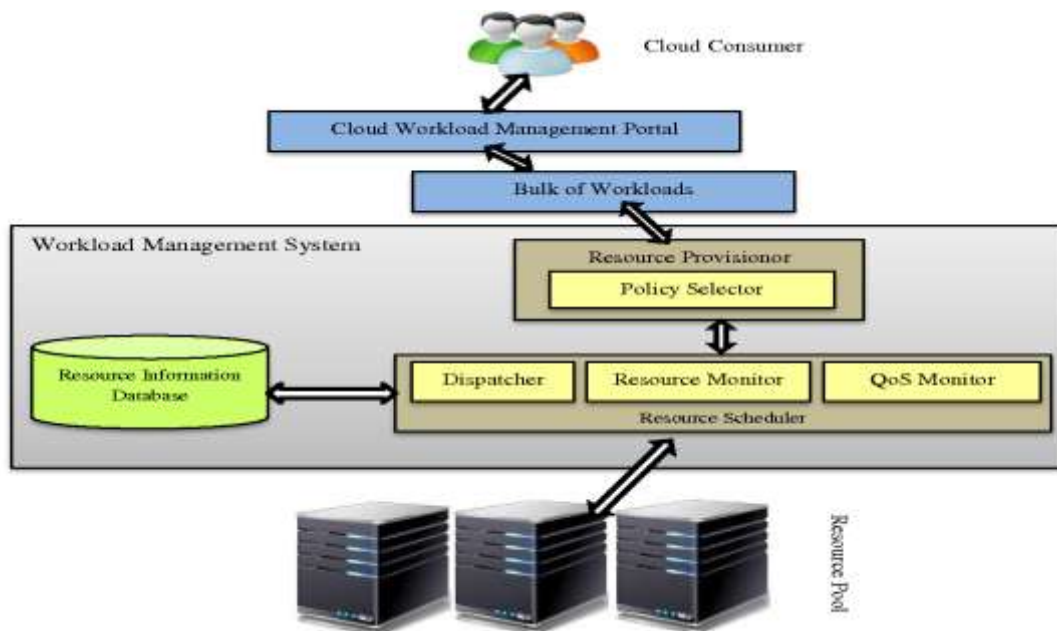 Cloud Consumer
Cloud Workload Management Portal
Bulk of Workloads
Workload Management System
Resource Provisionor
Policy Selector
Resource Information
Database
Dispatcher
Resource Monitor
QoS Monitor
Resource Scheduler
Resource Pool